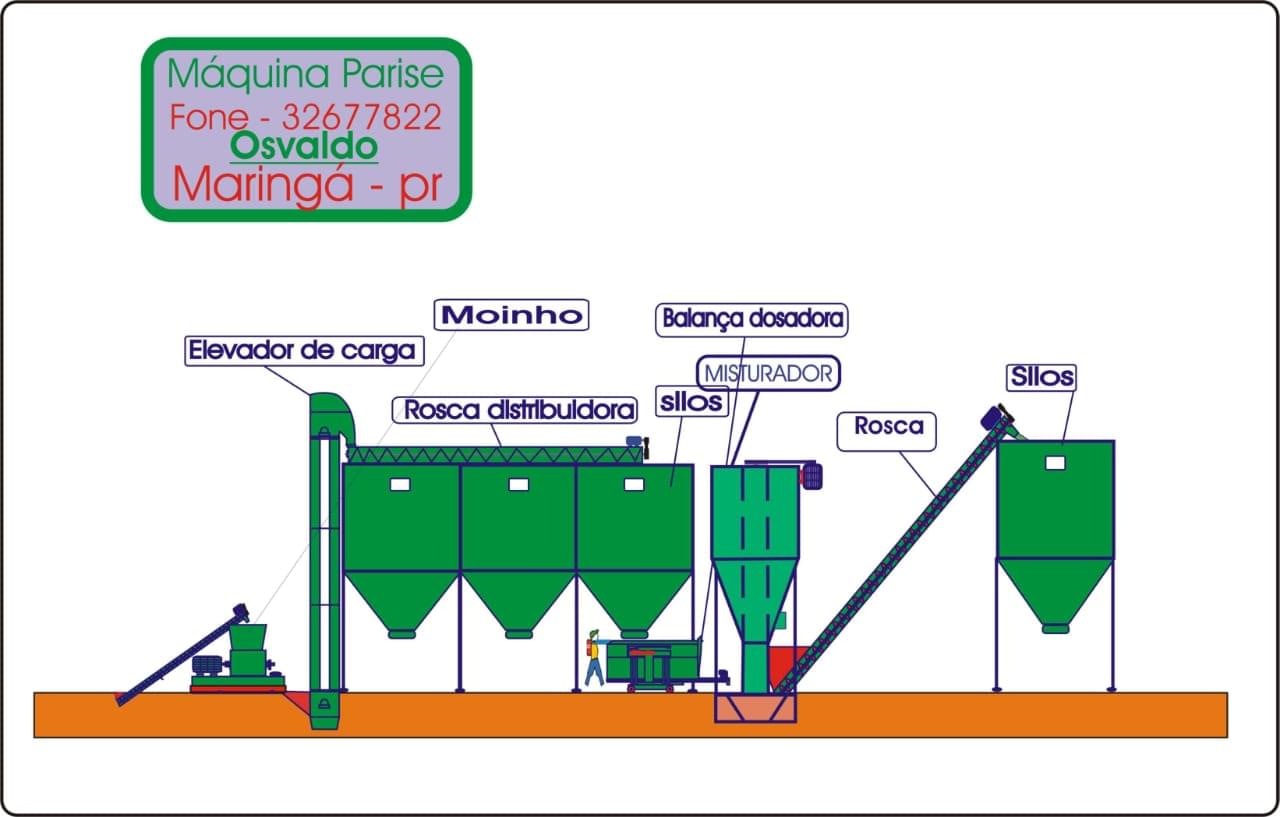 Máquina Parise
Fone - 32677822
Osvaldo
Maringá - pr
Moinho
Balança dosadora
Elevador de carga
MISTURADOR
Silos
silos
Rosca distribuidora
Rosca